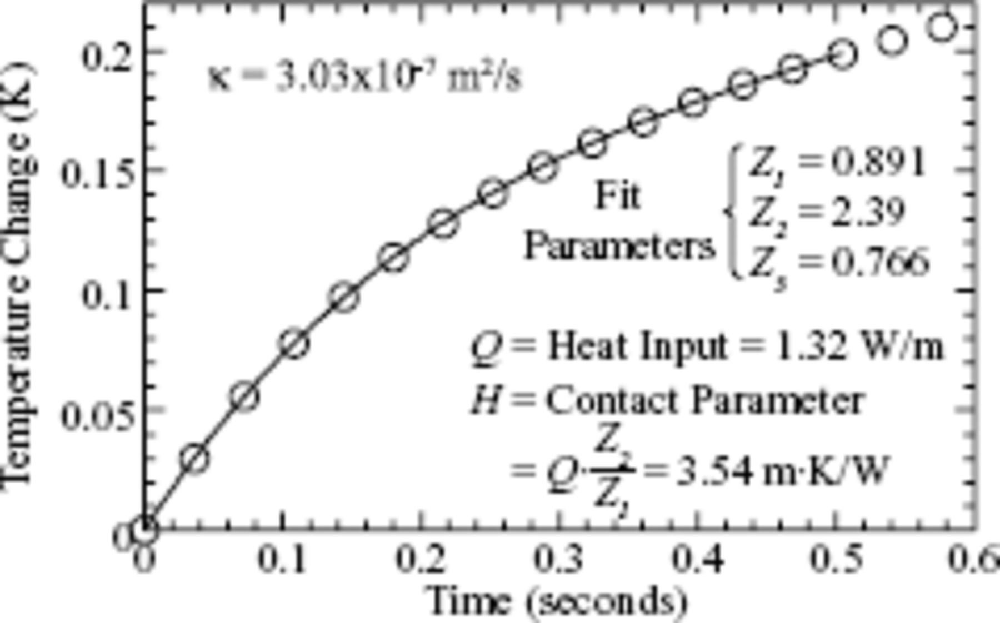 0.2
0.15
0.1
0.05
0
Temperature Change (K)
κ = 3.03x10⁻⁷ m²/s
Fit
Parameters
Z₁ = 0.891
Z₂ = 2.39
Z₃ = 0.766
Q = Heat Input = 1.32 W/m
H = Contact Parameter
= Q·Z₂/Z₁ = 3.54 m·K/W
0 0.1 0.2 0.3 0.4 0.5 0.6
Time (seconds)